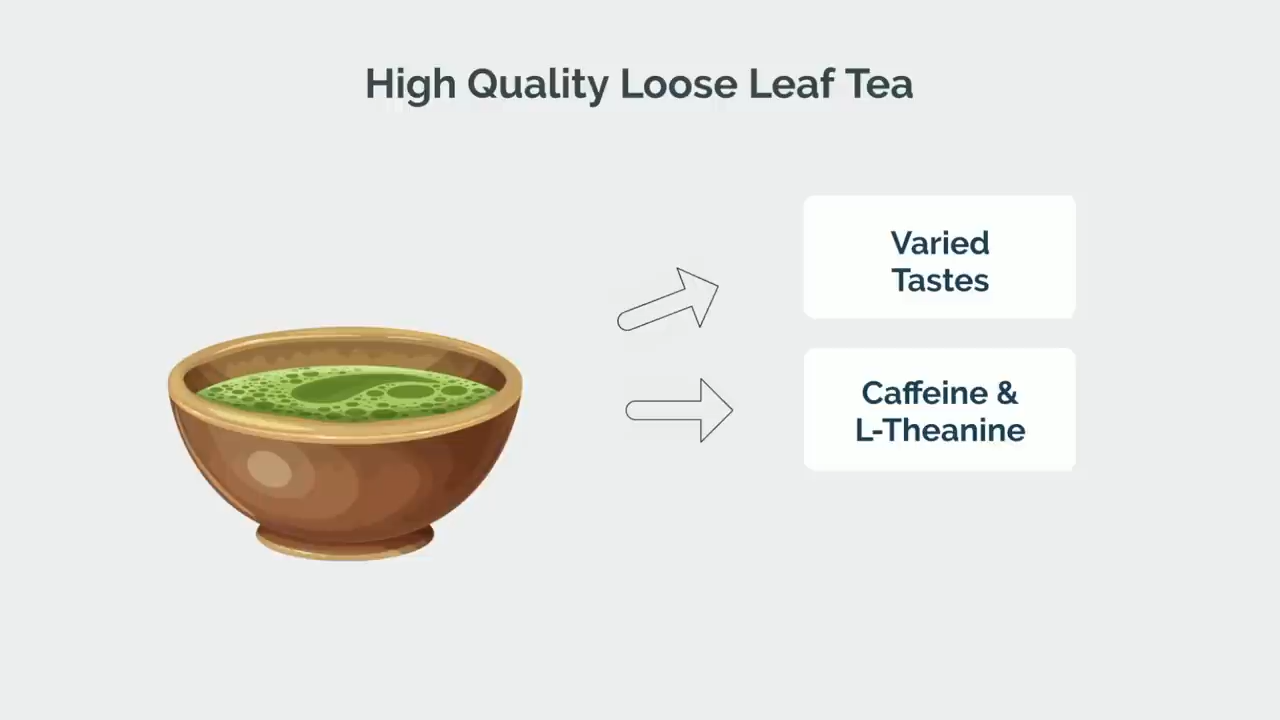 High Quality Loose Leaf Tea
Varied
Tastes
Caffeine &
L-Theanine